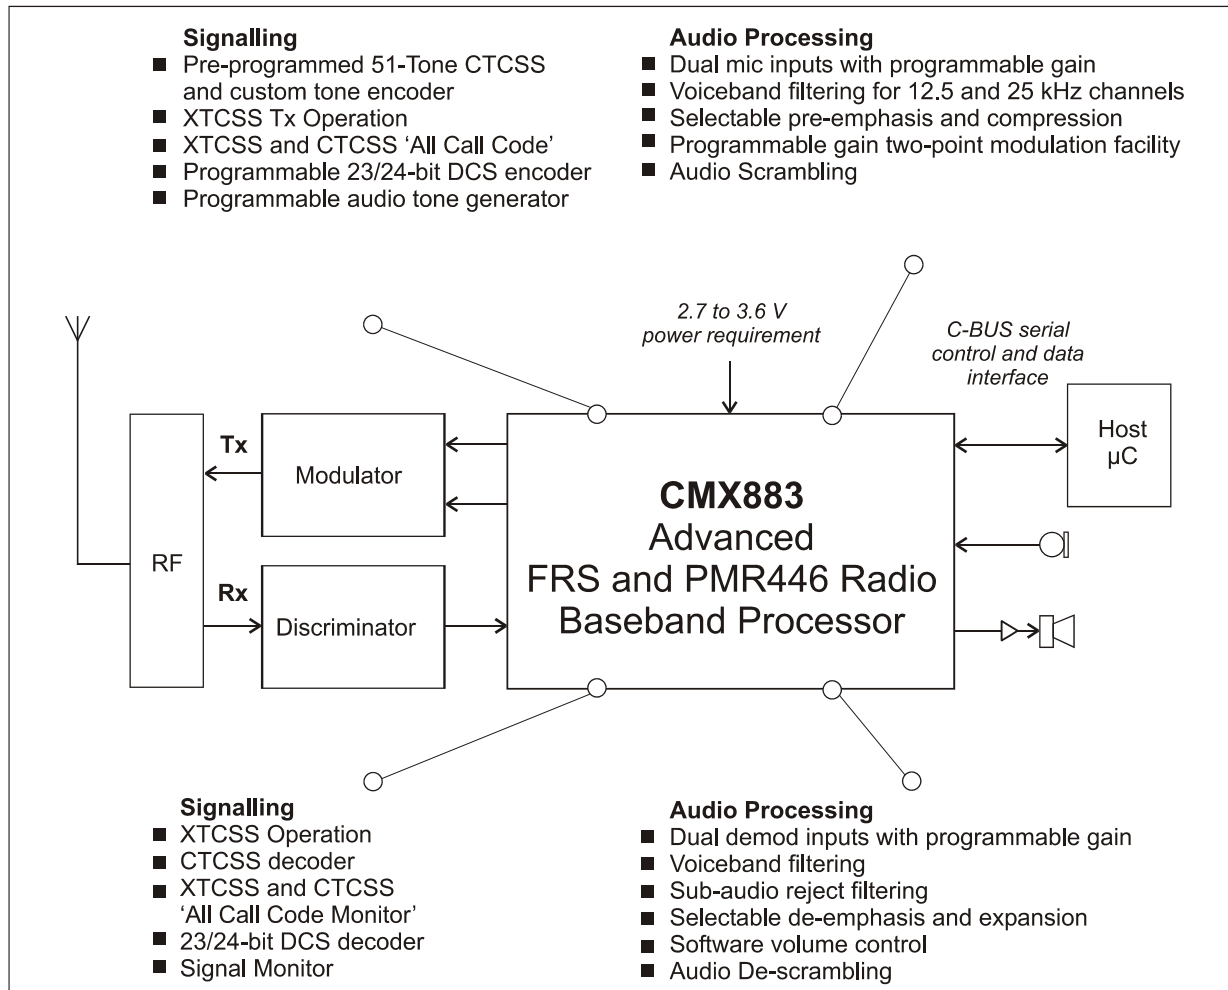 Signalling
■ Pre-programmed 51-Tone CTCSS
and custom tone encoder
■ XTCSS Tx Operation
■ XTCSS and CTCSS ‘All Call Code’
■ Programmable 23/24-bit DCS encoder
■ Programmable audio tone generator
Audio Processing
■ Dual mic inputs with programmable gain
■ Voiceband filtering for 12.5 and 25 kHz channels
■ Selectable pre-emphasis and compression
■ Programmable gain two-point modulation facility
■ Audio Scrambling
2.7 to 3.6 V
power requirement
C-BUS serial
control and data
interface
RF
Tx
Modulator
Rx
Discriminator
CMX883
Advanced
FRS and PMR446 Radio
Baseband Processor
Host
µC
Signalling
■ XTCSS Operation
■ CTCSS decoder
■ XTCSS and CTCSS
‘All Call Code Monitor’
■ 23/24-bit DCS decoder
■ Signal Monitor
Audio Processing
■ Dual demod inputs with programmable gain
■ Voiceband filtering
■ Sub-audio reject filtering
■ Selectable de-emphasis and expansion
■ Software volume control
■ Audio De-scrambling